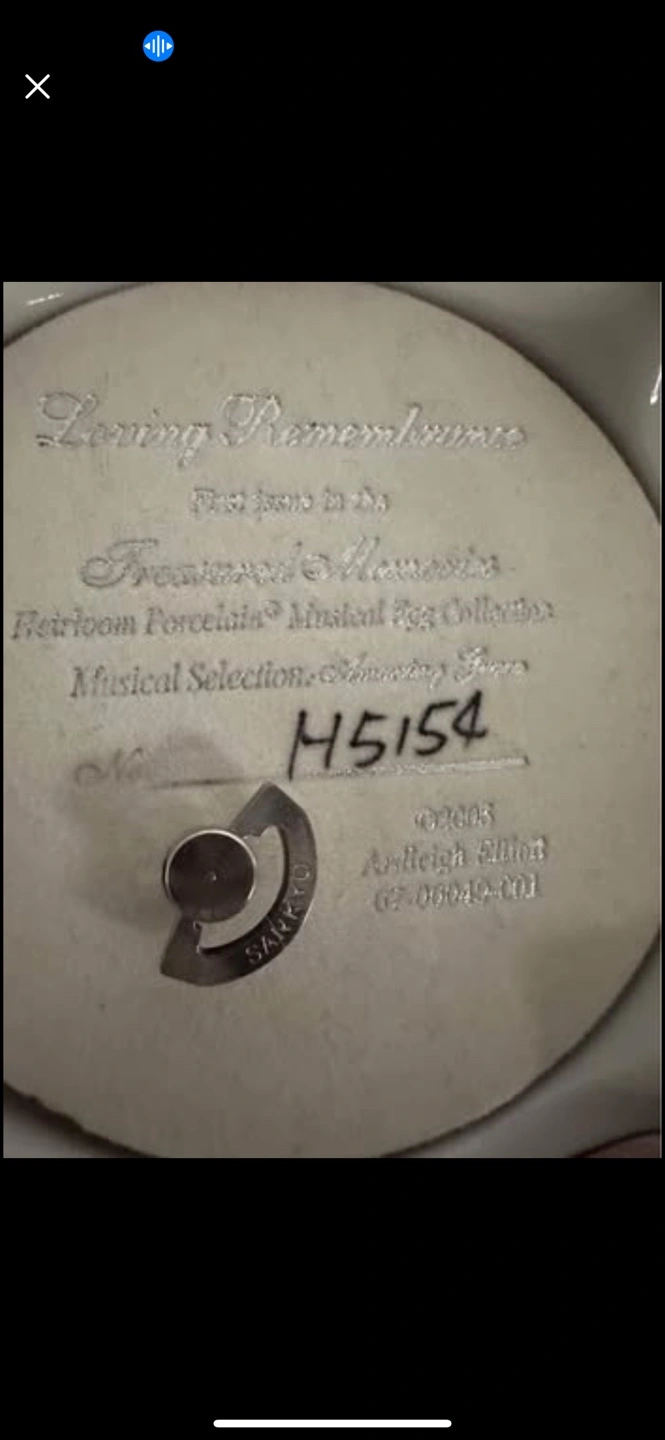 Loving Remembrance
First issue in the
Treasured Memories
Heirloom Porcelain® Musical Egg Collection
Musical Selection: Amazing Grace
No. H5154
SANKYO
©2005
Ardleigh Elliott